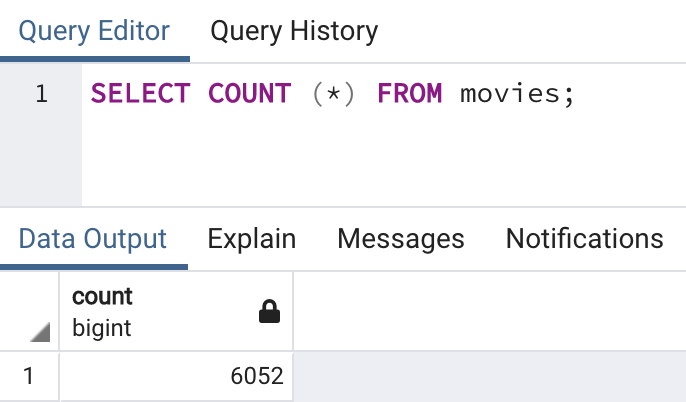 Query Editor Query History
1 SELECT COUNT (*) FROM movies;
Data Output Explain Messages Notifications
count
bigint
1 6052